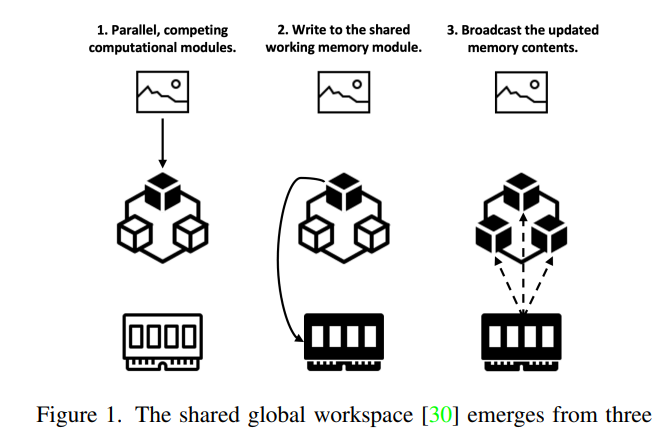 1. Parallel, competing
computational modules.
2. Write to the shared
working memory module.
3. Broadcast the updated
memory contents.
Figure 1. The shared global workspace [30] emerges from three